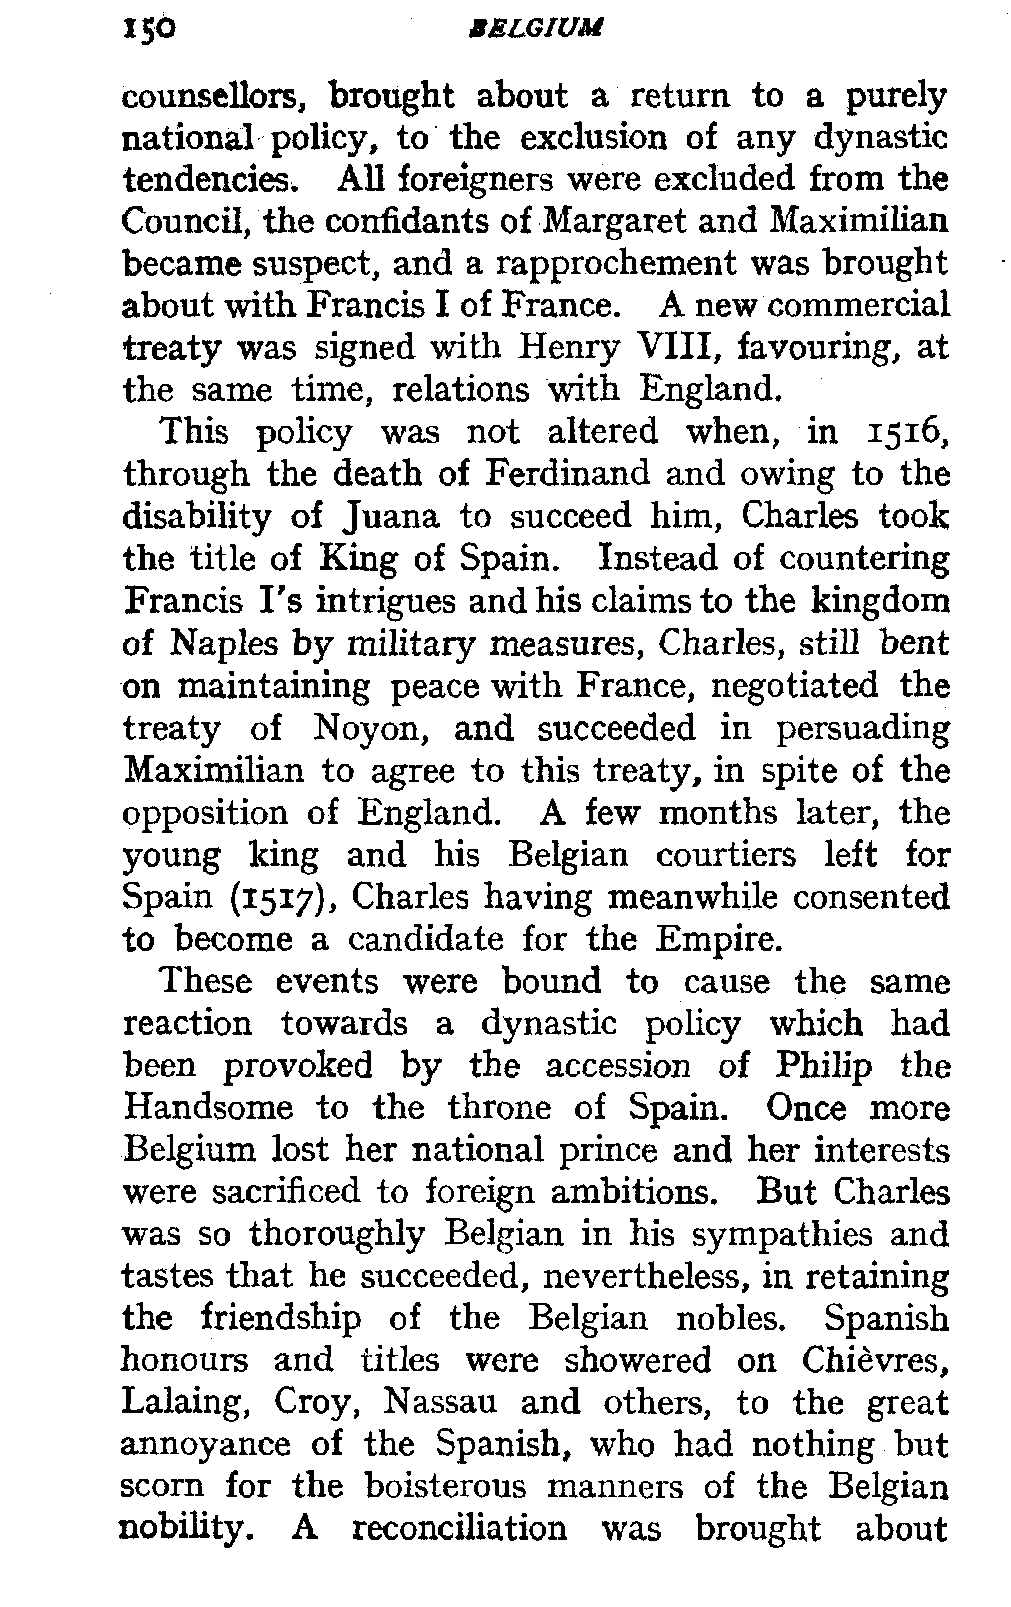 150 BELGIUM
counsellors, brought about a return to a purely
national policy, to the exclusion of any dynastic
tendencies. All foreigners were excluded from the
Council, the confidants of Margaret and Maximilian
became suspect, and a rapprochement was brought
about with Francis I of France. A new commercial
treaty was signed with Henry VIII, favouring, at
the same time, relations with England.
This policy was not altered when, in 1516,
through the death of Ferdinand and owing to the
disability of Juana to succeed him, Charles took
the title of King of Spain. Instead of countering
Francis I's intrigues and his claims to the kingdom
of Naples by military measures, Charles, still bent
on maintaining peace with France, negotiated the
treaty of Noyon, and succeeded in persuading
Maximilian to agree to this treaty, in spite of the
opposition of England. A few months later, the
young king and his Belgian courtiers left for
Spain (1517), Charles having meanwhile consented
to become a candidate for the Empire.
These events were bound to cause the same
reaction towards a dynastic policy which had
been provoked by the accession of Philip the
Handsome to the throne of Spain. Once more
Belgium lost her national prince and her interests
were sacrificed to foreign ambitions. But Charles
was so thoroughly Belgian in his sympathies and
tastes that he succeeded, nevertheless, in retaining
the friendship of the Belgian nobles. Spanish
honours and titles were showered on Chièvres,
Lalaing, Croy, Nassau and others, to the great
annoyance of the Spanish, who had nothing but
scorn for the boisterous manners of the Belgian
nobility. A reconciliation was brought about